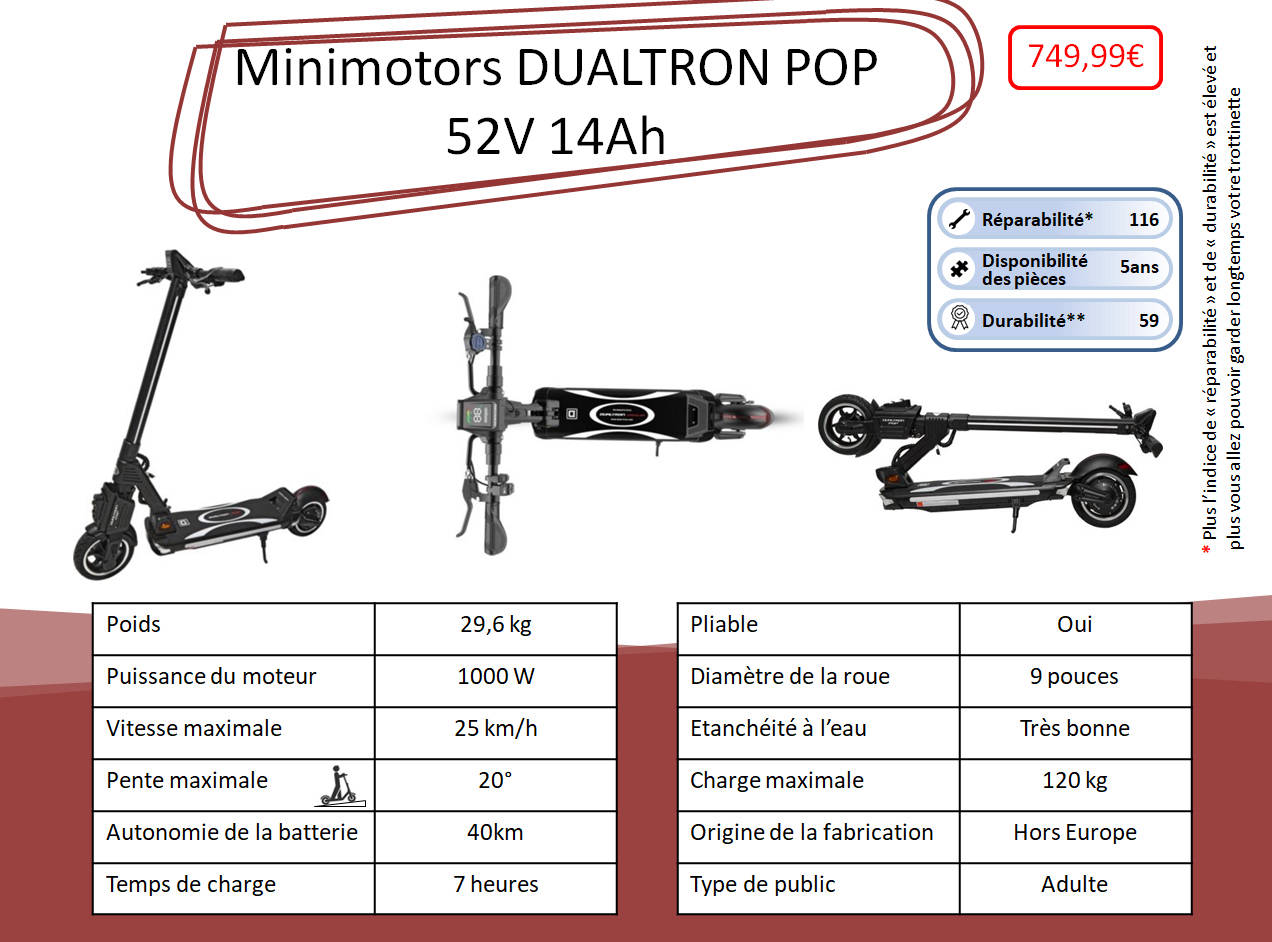 Minimotors DUALTRON POP
52V 14Ah
749,99€
Réparabilité* 116
Disponibilité
des pièces 5ans
Durabilité** 59
* Plus l’indice de « réparabilité » et de « durabilité » est élevé et
plus vous allez pouvoir garder longtemps votre trottinette
Poids 29,6 kg
Puissance du moteur 1000 W
Vitesse maximale 25 km/h
Pente maximale 20°
Autonomie de la batterie 40km
Temps de charge 7 heures
Pliable Oui
Diamètre de la roue 9 pouces
Etanchéité à l’eau Très bonne
Charge maximale 120 kg
Origine de la fabrication Hors Europe
Type de public Adulte